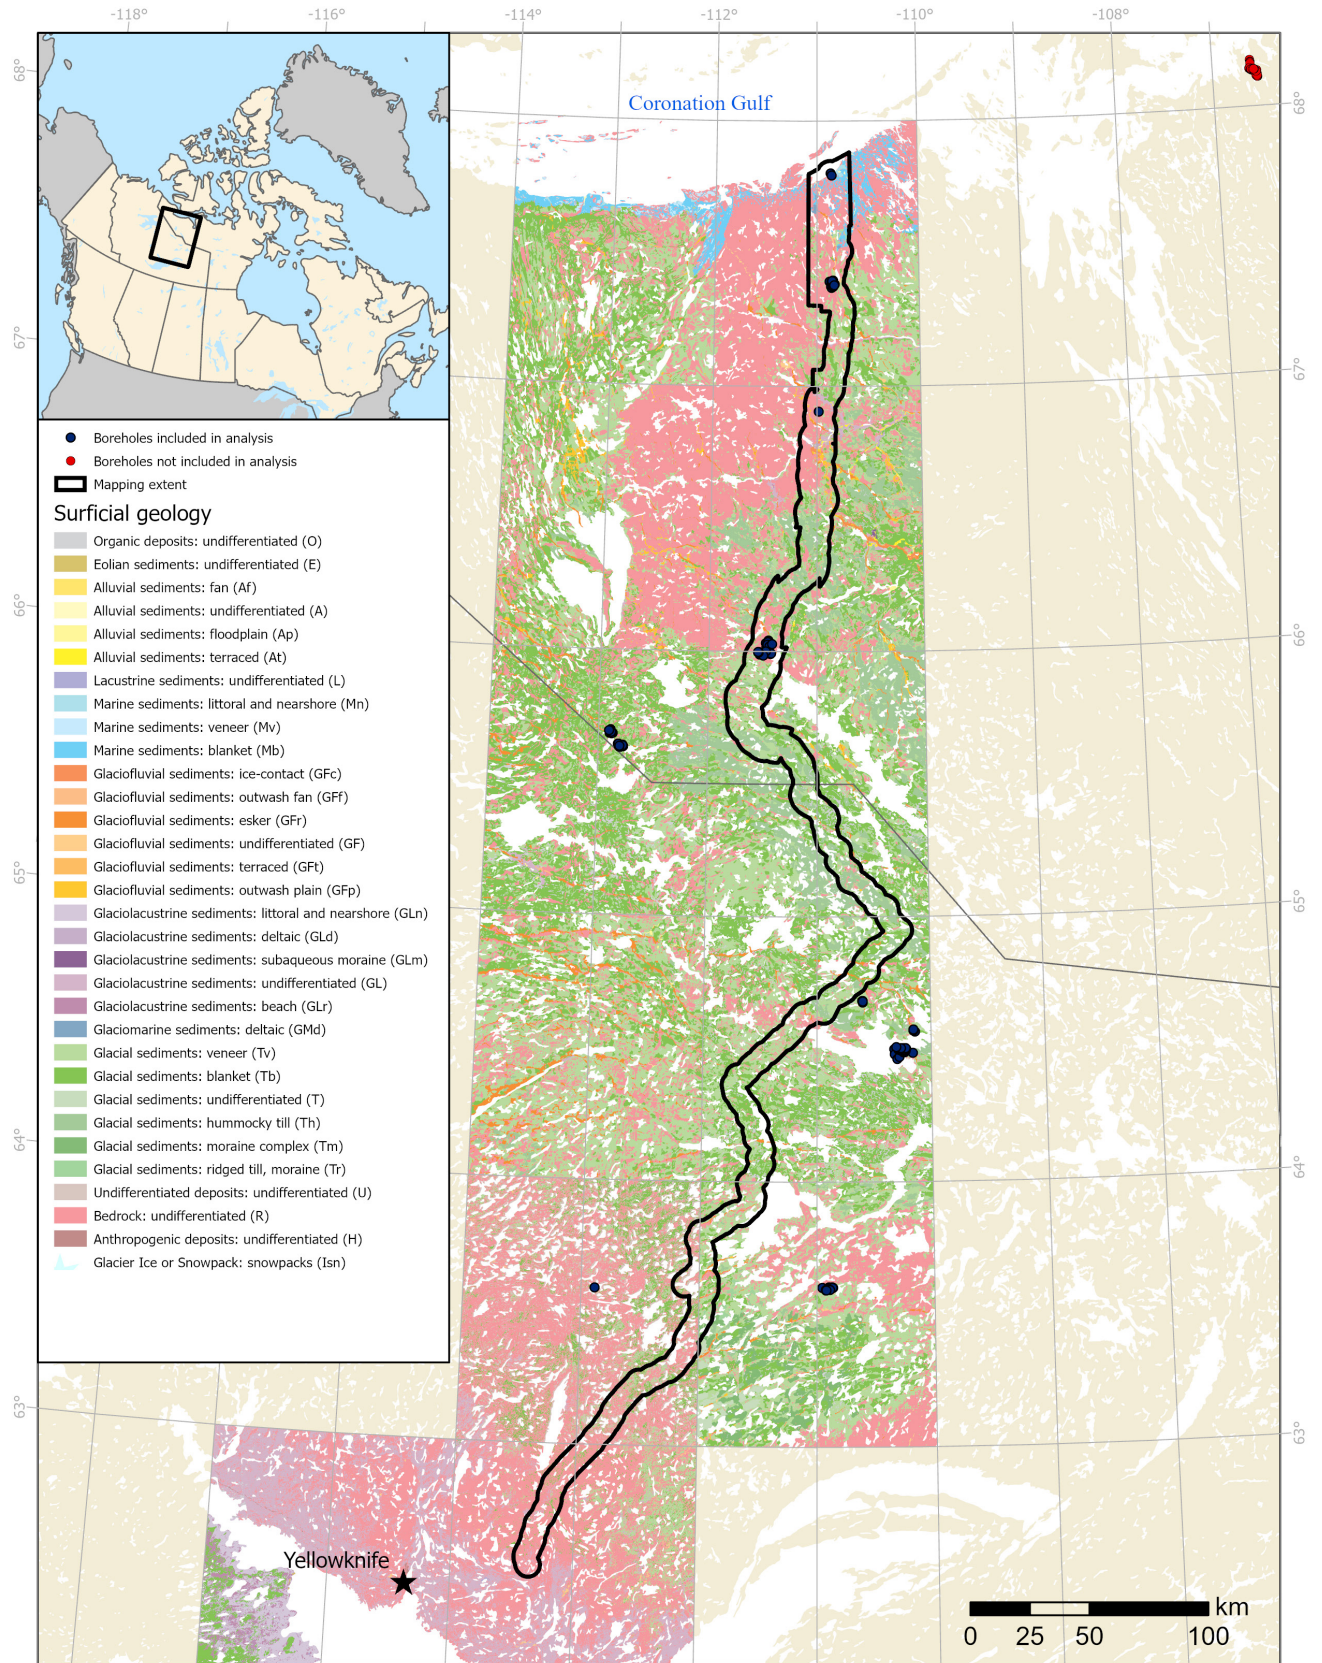 -118°
-116°
-114°
-112°
-110°
-108°
68°
67°
66°
65°
64°
63°
68°
67°
66°
65°
64°
63°
Coronation Gulf
Boreholes included in analysis
Boreholes not included in analysis
Mapping extent
Surficial geology
Organic deposits: undifferentiated (O)
Eolian sediments: undifferentiated (E)
Alluvial sediments: fan (Af)
Alluvial sediments: undifferentiated (A)
Alluvial sediments: floodplain (Ap)
Alluvial sediments: terraced (At)
Lacustrine sediments: undifferentiated (L)
Marine sediments: littoral and nearshore (Mn)
Marine sediments: veneer (Mv)
Marine sediments: blanket (Mb)
Glaciofluvial sediments: ice-contact (GFc)
Glaciofluvial sediments: outwash fan (GFf)
Glaciofluvial sediments: esker (GFr)
Glaciofluvial sediments: undifferentiated (GF)
Glaciofluvial sediments: terraced (GFt)
Glaciofluvial sediments: outwash plain (GFp)
Glaciolacustrine sediments: littoral and nearshore (GLn)
Glaciolacustrine sediments: deltaic (GLd)
Glaciolacustrine sediments: subaqueous moraine (GLm)
Glaciolacustrine sediments: undifferentiated (GL)
Glaciolacustrine sediments: beach (GLr)
Glaciomarine sediments: deltaic (GMd)
Glacial sediments: veneer (Tv)
Glacial sediments: blanket (Tb)
Glacial sediments: undifferentiated (T)
Glacial sediments: hummocky till (Th)
Glacial sediments: moraine complex (Tm)
Glacial sediments: ridged till, moraine (Tr)
Undifferentiated deposits: undifferentiated (U)
Bedrock: undifferentiated (R)
Anthropogenic deposits: undifferentiated (H)
Glacier Ice or Snowpack: snowpacks (Isn)
Yellowknife
km
0 25 50 100